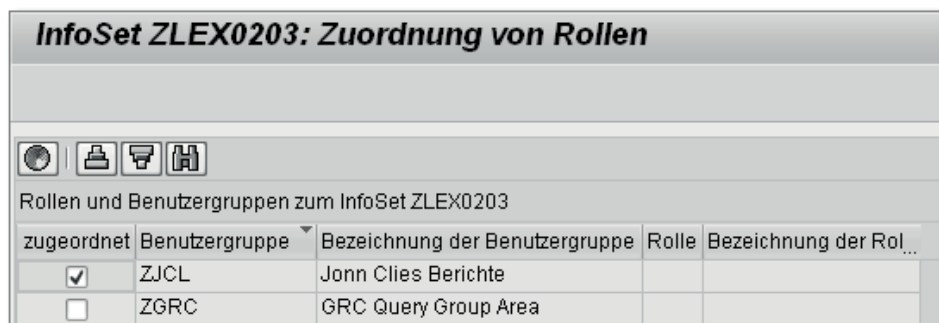 InfoSet ZLEX0203: Zuordnung von Rollen
Rollen und Benutzergruppen zum InfoSet ZLEX0203
zugeordnet Benutzergruppe Bezeichnung der Benutzergruppe Rolle Bezeichnung der Rol...
ZJCL Jonn Clies Berichte
ZGRC GRC Query Group Area